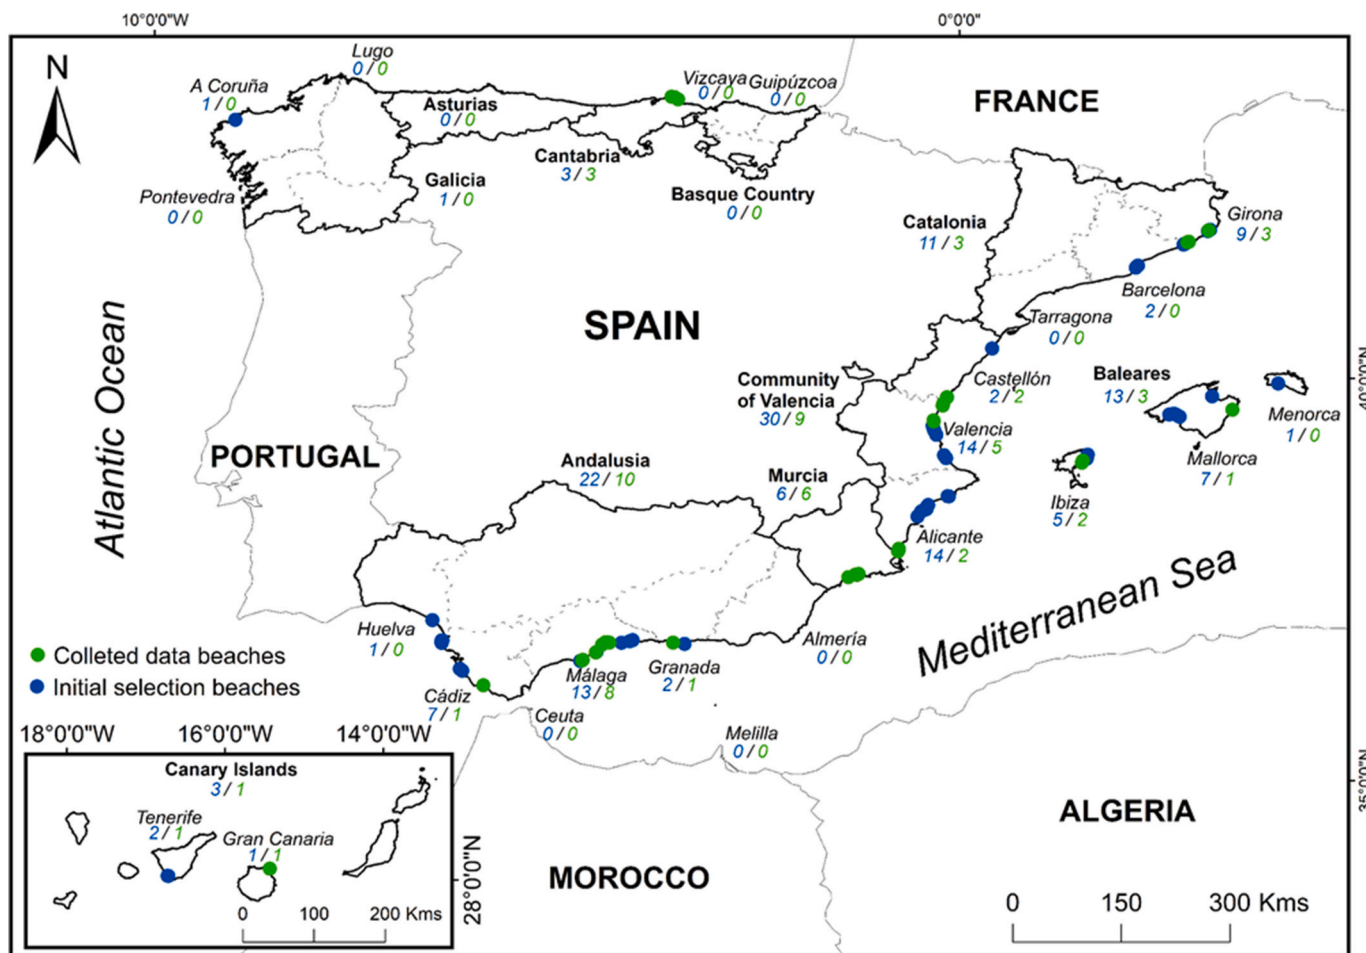 10°0'0"W
0°0'0"
N
Lugo
0 / 0
A Coruña
1 / 0
Vizcaya
0 / 0
Guipúzcoa
0 / 0
Asturias
0 / 0
FRANCE
Cantabria
3 / 3
Galicia
1 / 0
Pontevedra
0 / 0
Basque Country
0 / 0
Catalonia
11 / 3
Girona
9 / 3
Barcelona
2 / 0
Tarragona
0 / 0
SPAIN
Atlantic Ocean
Community
of Valencia
30 / 9
Castellón
2 / 2
Baleares
13 / 3
40°0'0"N
Menorca
1 / 0
Valencia
14 / 5
Mallorca
7 / 1
PORTUGAL
Andalusia
22 / 10
Murcia
6 / 6
Ibiza
5 / 2
Alicante
14 / 2
Mediterranean Sea
Huelva
1 / 0
Almería
0 / 0
Colleted data beaches
Initial selection beaches
Málaga
13 / 8
Granada
2 / 1
Cádiz
7 / 1
Ceuta
0 / 0
Melilla
0 / 0
18°0'0"W
16°0'0"W
14°0'0"W
Canary Islands
3 / 1
35°0'0"N
Tenerife
2 / 1
Gran Canaria
1 / 1
ALGERIA
MOROCCO
28°0'0"N
0 100 200 Kms
0 150 300 Kms